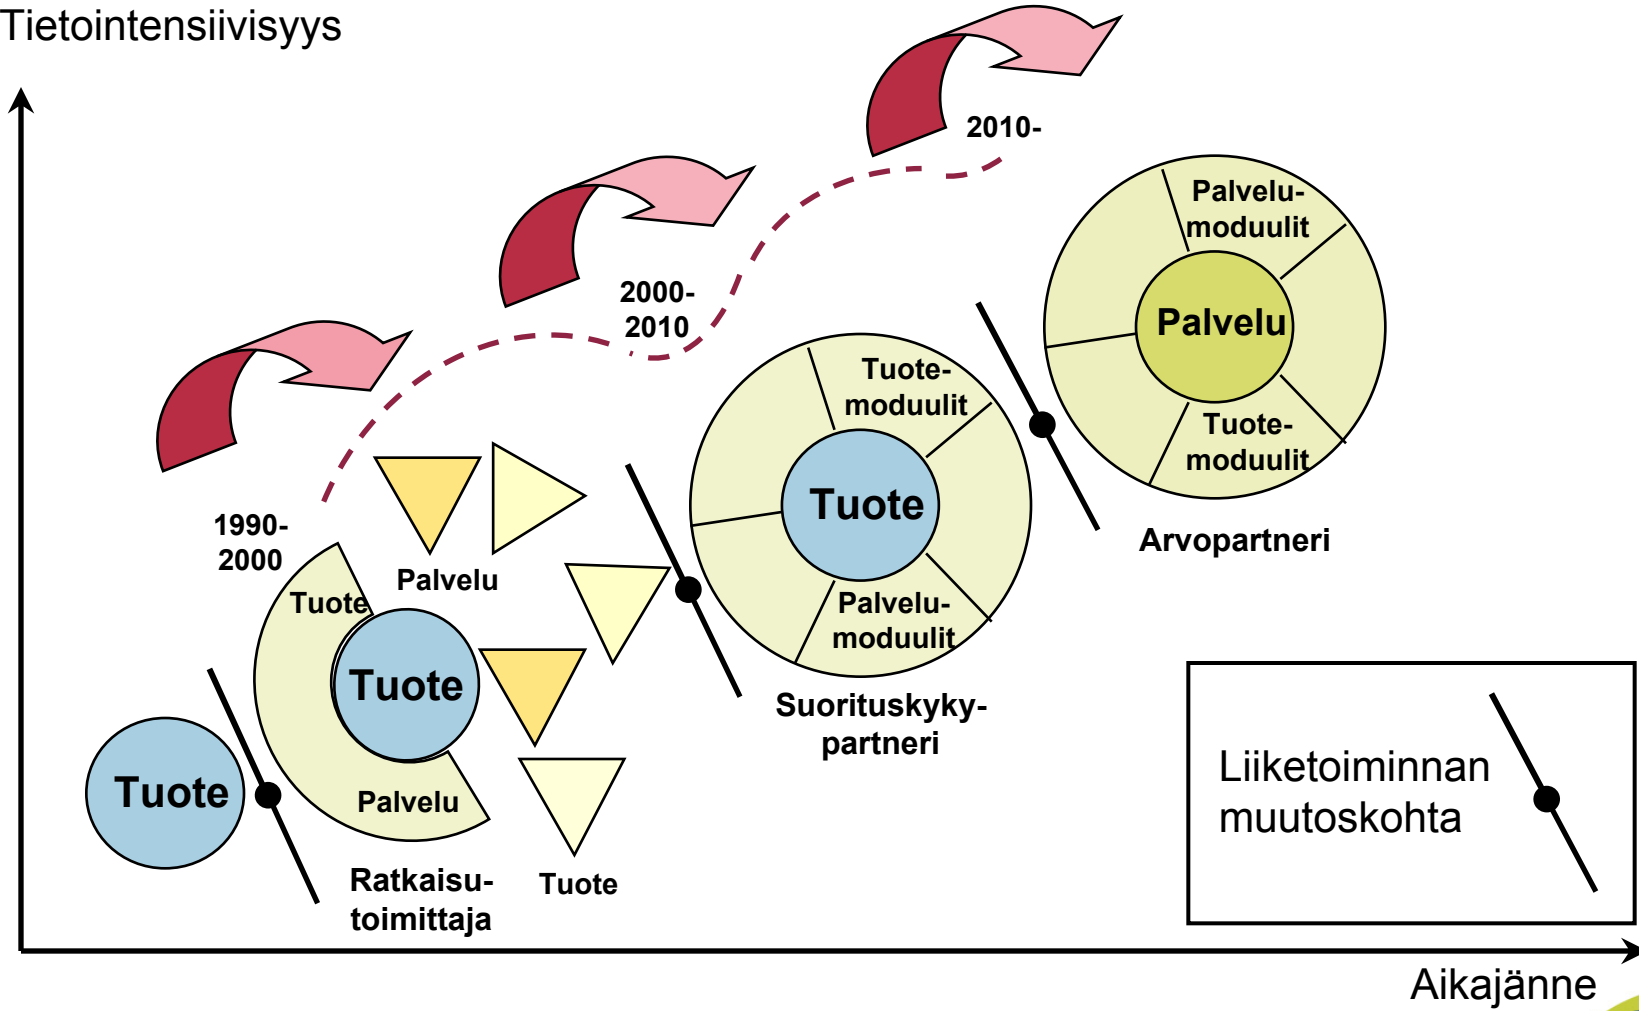 Tietointensiivisyys
2010-
Palvelu-
moduulit
Palvelu
Tuote-
moduulit
Arvopartneri
2000-
2010
Tuote-
moduulit
Tuote
Palvelu-
moduulit
Suorituskyky-
partneri
1990-
2000
Palvelu
Tuote
Tuote
Palvelu
Tuote
Ratkaisu-
toimittaja
Tuote
Liiketoiminnan
muutoskohta
Aikajänne